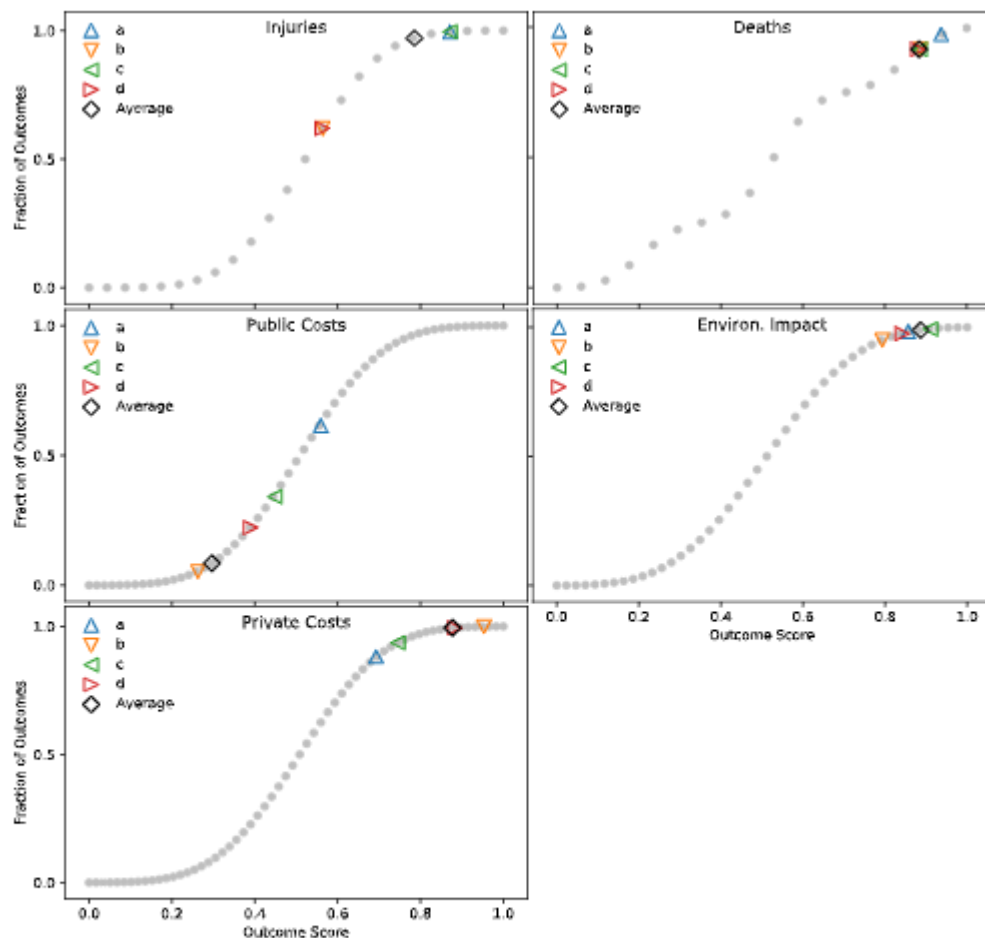 Injuries
a
b
c
d
Average
1.0
0.5
0.0
Fraction of Outcomes
Deaths
a
b
c
d
Average
Public Costs
a
b
c
d
Average
1.0
0.5
0.0
Fraction of Outcomes
Environ. Impact
a
b
c
d
Average
0.0 0.2 0.4 0.6 0.8 1.0
Outcome Score
Private Costs
a
b
c
d
Average
1.0
0.5
0.0
Fraction of Outcomes
0.0 0.2 0.4 0.6 0.8 1.0
Outcome Score